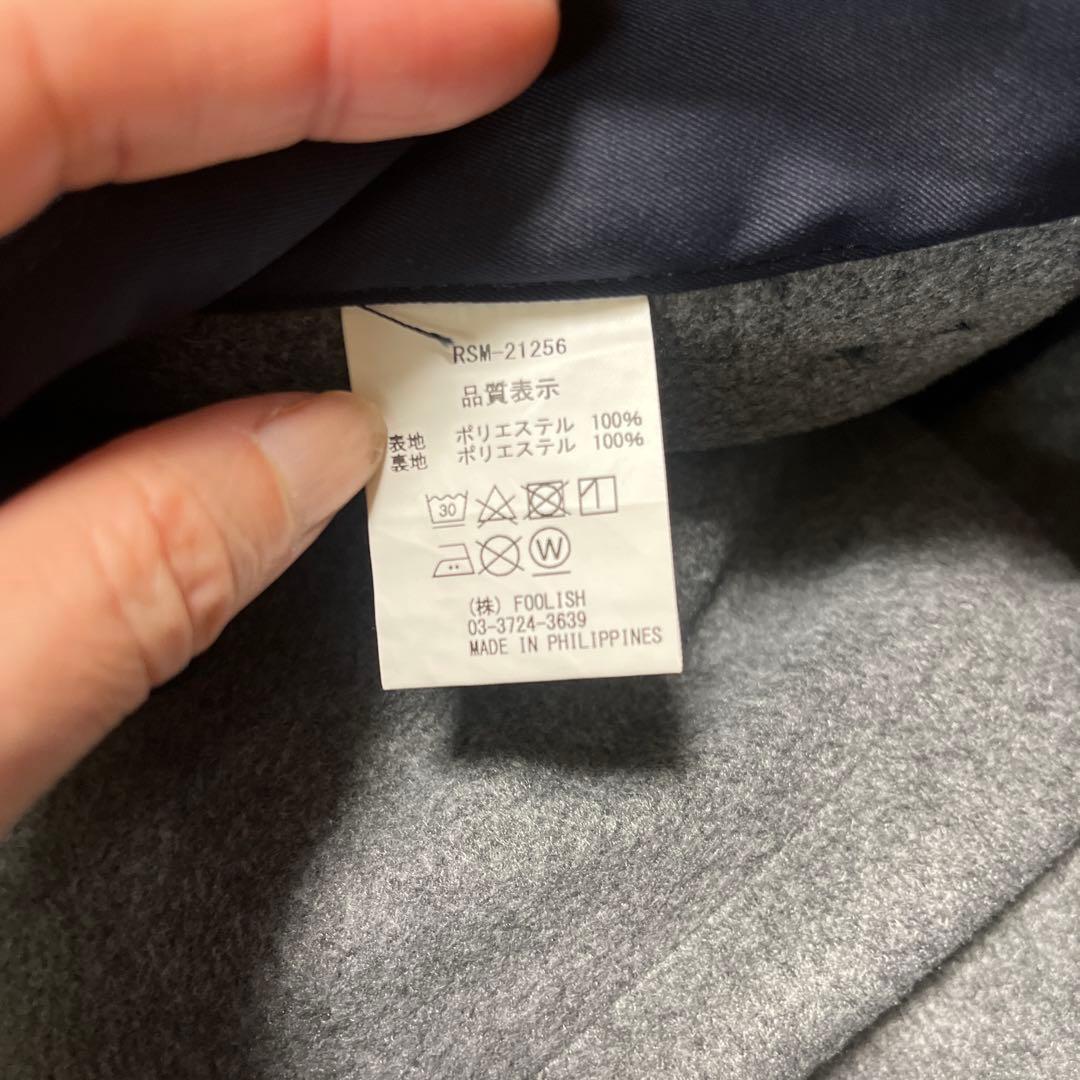 RSM-21256
品質表示
表地 ポリエステル 100%
裏地 ポリエステル 100%
30
W
(株) FOOLISH
03-3724-3639
MADE IN PHILIPPINES